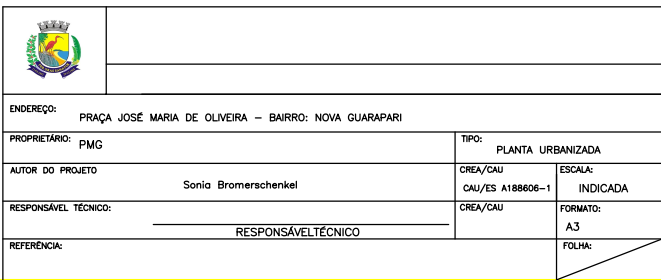 ENDEREÇO:
PRAÇA JOSÉ MARIA DE OLIVEIRA – BAIRRO: NOVA GUARAPARI
PROPRIETÁRIO: PMG
TIPO:
PLANTA URBANIZADA
AUTOR DO PROJETO
Sonia Bromerschenkel
CREA/CAU
CAU/ES A188606-1
ESCALA:
INDICADA
RESPONSÁVEL TÉCNICO:
RESPONSÁVELTÉCNICO
CREA/CAU
FORMATO:
A3
REFERÊNCIA:
FOLHA: